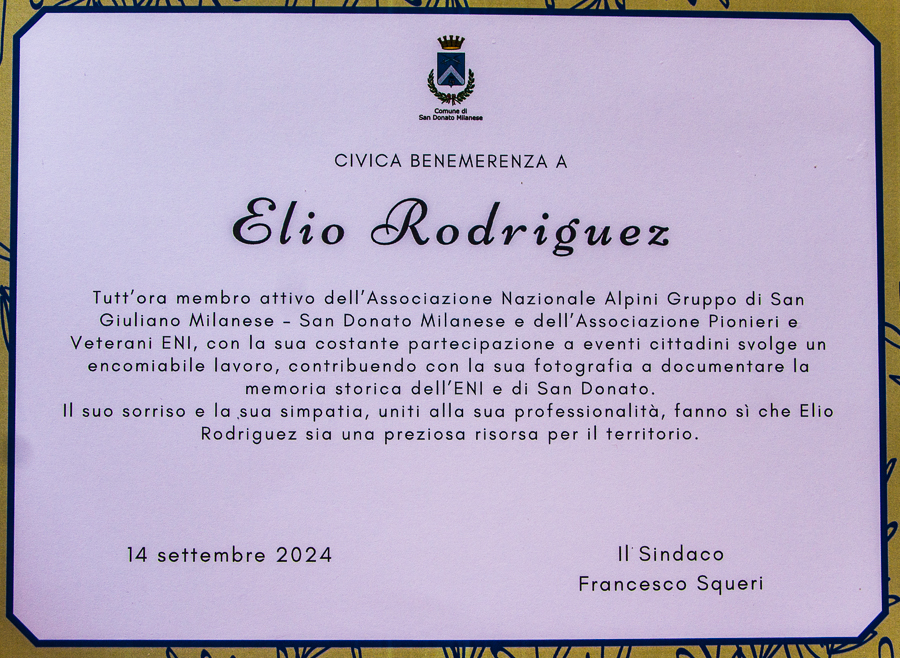 Comune di
San Donato Milanese
CIVICA BENEMERENZA A
Elio Rodriguez
Tutt'ora membro attivo dell'Associazione Nazionale Alpini Gruppo di San
Giuliano Milanese - San Donato Milanese e dell'Associazione Pionieri e
Veterani ENI, con la sua costante partecipazione a eventi cittadini svolge un
encomiabile lavoro, contribuendo con la sua fotografia a documentare la
memoria storica dell'ENI e di San Donato.
Il suo sorriso e la sua simpatia, uniti alla sua professionalità, fanno sì che Elio
Rodriguez sia una preziosa risorsa per il territorio.
14 settembre 2024
Il Sindaco
Francesco Squeri